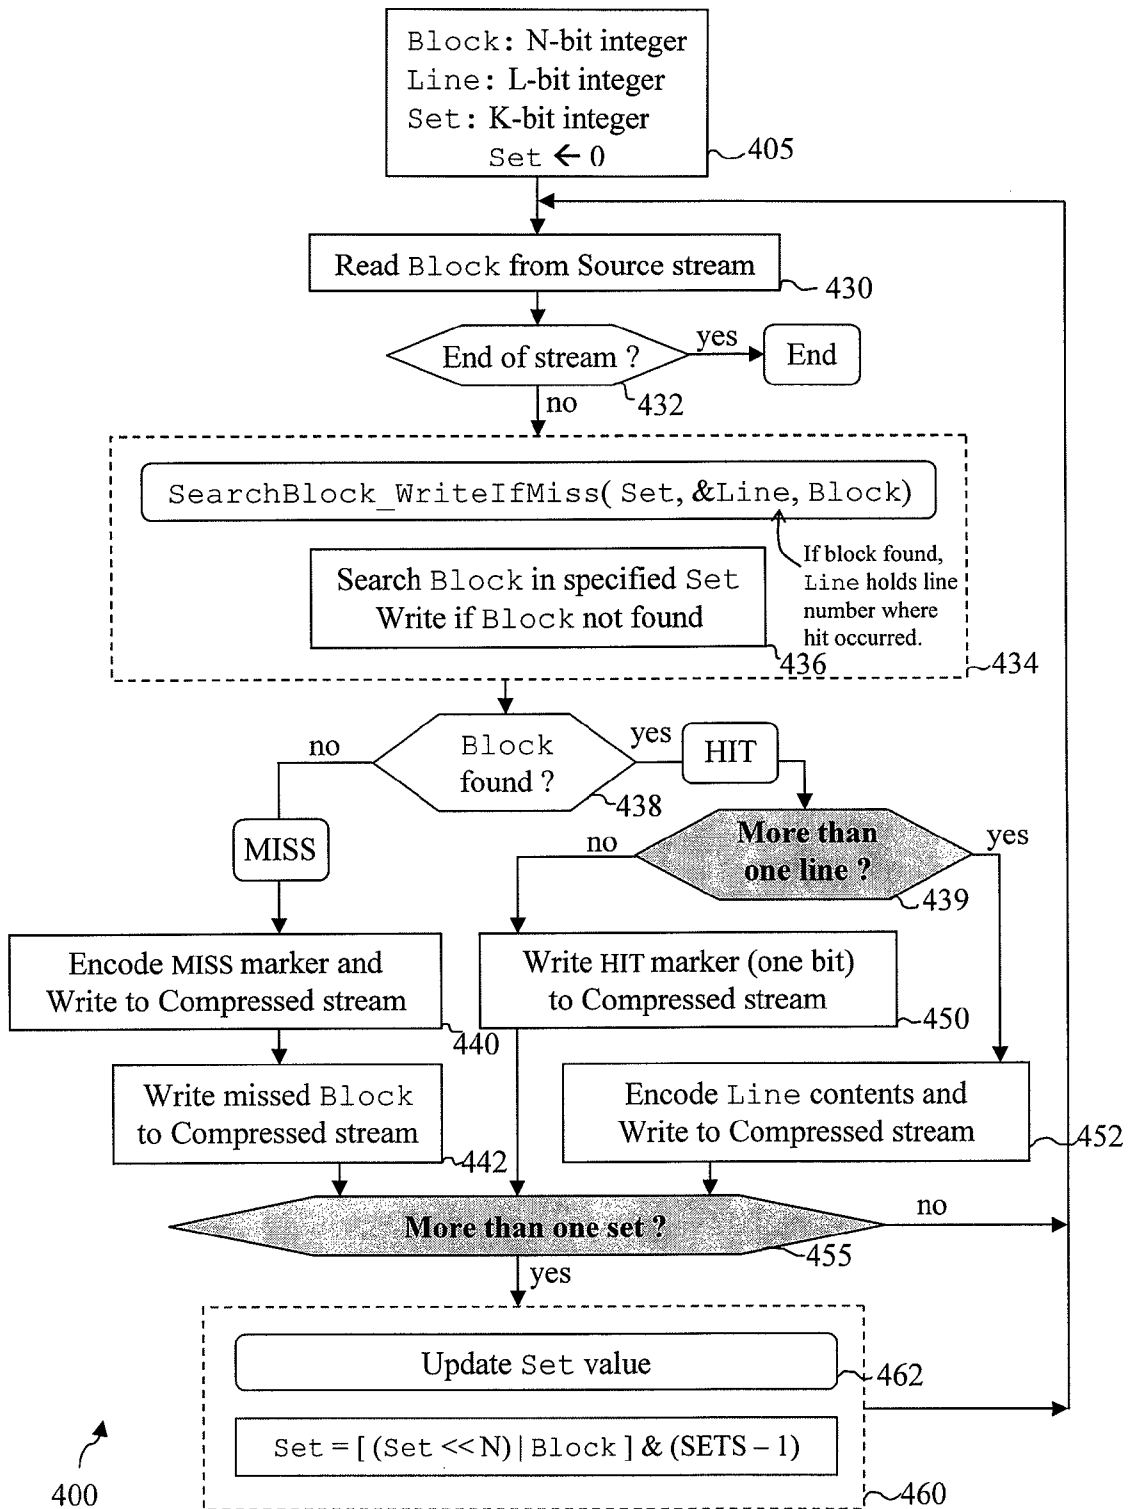 Block: N-bit integer
Line: L-bit integer
Set: K-bit integer
Set ← 0
405
Read Block from Source stream
430
End of stream ?
yes
End
432
no
SearchBlock_WriteIfMiss( Set, &Line, Block)
If block found,
Line holds line
number where
hit occurred.
Search Block in specified Set
Write if Block not found
436
434
no
Block
found ?
yes
HIT
438
MISS
no
More than
one line ?
yes
439
Encode MISS marker and
Write to Compressed stream
440
Write HIT marker (one bit)
to Compressed stream
450
Write missed Block
to Compressed stream
442
Encode Line contents and
Write to Compressed stream
452
More than one set ?
no
455
yes
Update Set value
462
Set = [ (Set << N) | Block ] & (SETS – 1)
460
400